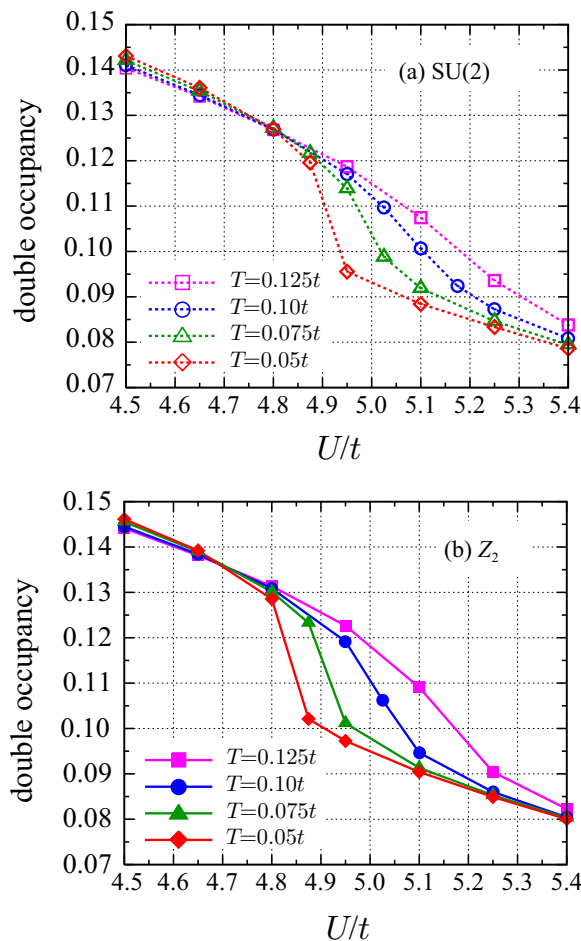 0.15
0.14
0.13
0.12
0.11
0.10
0.09
0.08
0.07
double occupancy
(a) SU(2)
T=0.125t
T=0.10t
T=0.075t
T=0.05t
4.5 4.6 4.7 4.8 4.9 5.0 5.1 5.2 5.3 5.4
U/t
0.15
0.14
0.13
0.12
0.11
0.10
0.09
0.08
0.07
double occupancy
(b) Z₂
T=0.125t
T=0.10t
T=0.075t
T=0.05t
4.5 4.6 4.7 4.8 4.9 5.0 5.1 5.2 5.3 5.4
U/t